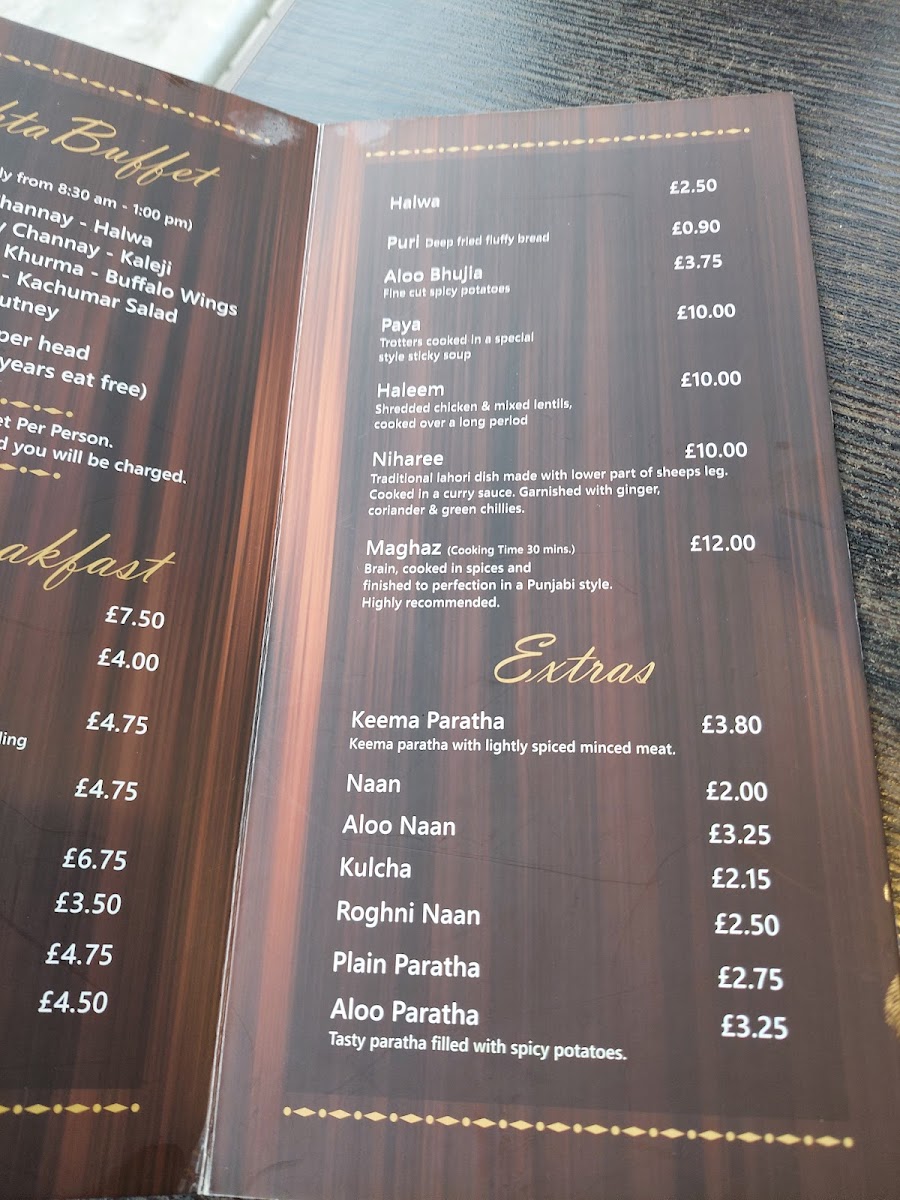 Buffet
from 8:30 am - 1:00 pm)
- Halwa
Channay - Kaleji
Khurma - Buffalo Wings
- Kachumar Salad
per head
years eat free)
Per Person.
you will be charged.
£7.50
£4.00
£4.75
£4.75
£6.75
£3.50
£4.75
£4.50
Halwa £2.50
Puri Deep fried fluffy bread £0.90
Aloo Bhujia £3.75
Fine cut spicy potatoes
Paya £10.00
Trotters cooked in a special
style sticky soup
Haleem £10.00
Shredded chicken & mixed lentils,
cooked over a long period
Niharee £10.00
Traditional lahori dish made with lower part of sheeps leg.
Cooked in a curry sauce. Garnished with ginger,
coriander & green chillies.
Maghaz (Cooking Time 30 mins.) £12.00
Brain, cooked in spices and
finished to perfection in a Punjabi style.
Highly recommended.
Extras
Keema Paratha £3.80
Keema paratha with lightly spiced minced meat.
Naan £2.00
Aloo Naan £3.25
Kulcha £2.15
Roghni Naan £2.50
Plain Paratha £2.75
Aloo Paratha £3.25
Tasty paratha filled with spicy potatoes.